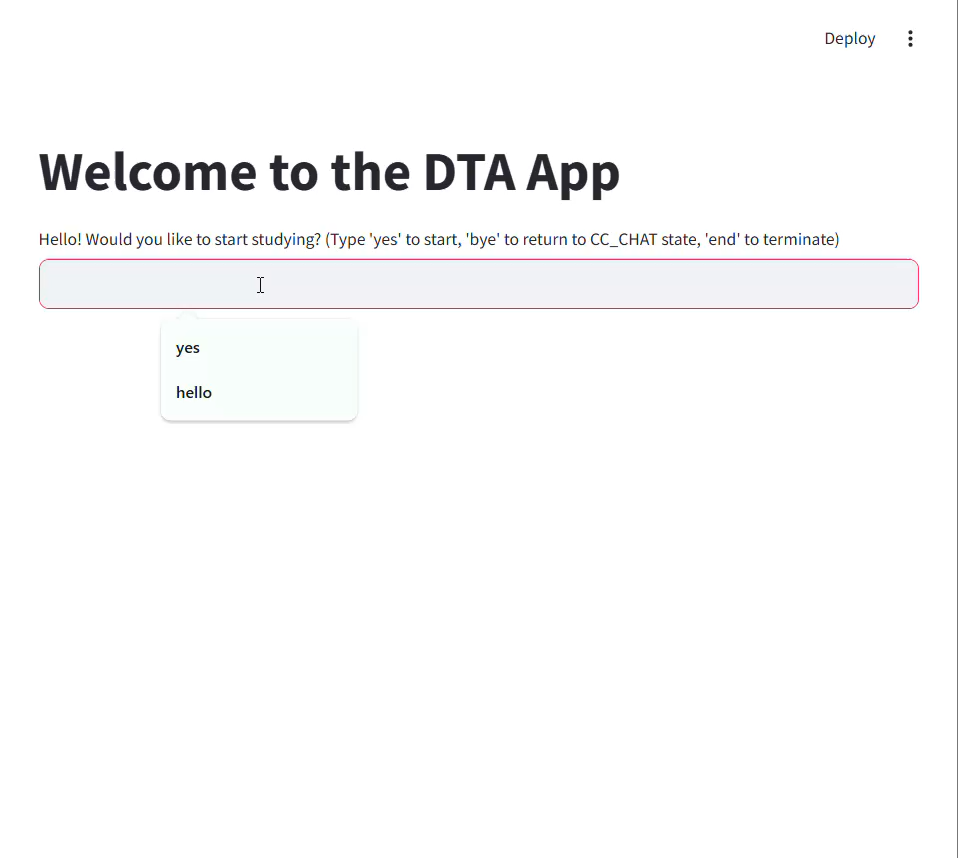 Deploy
Welcome to the DTA App
Hello! Would you like to start studying? (Type 'yes' to start, 'bye' to return to CC_CHAT state, 'end' to terminate)
yes
hello